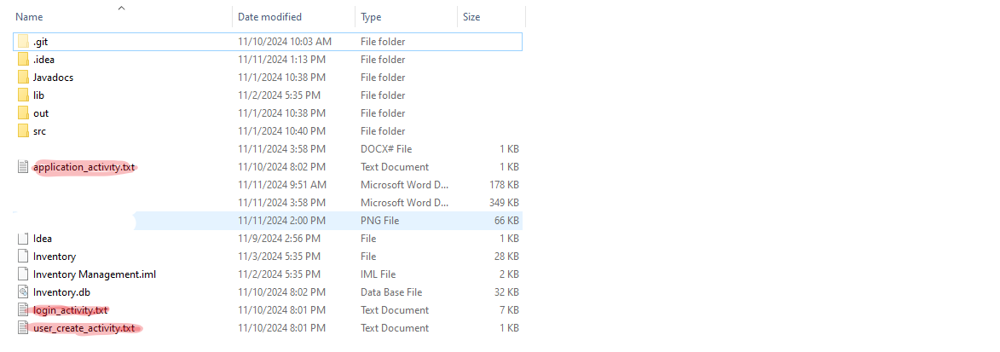 Name Date modified Type Size
.git 11/10/2024 10:03 AM File folder
.idea 11/11/2024 1:13 PM File folder
Javadocs 11/1/2024 10:38 PM File folder
lib 11/2/2024 5:35 PM File folder
out 11/1/2024 10:38 PM File folder
src 11/1/2024 10:40 PM File folder
11/11/2024 3:58 PM DOCX# File 1 KB
application_activity.txt 11/10/2024 8:02 PM Text Document 1 KB
11/11/2024 9:51 AM Microsoft Word D... 178 KB
11/11/2024 3:58 PM Microsoft Word D... 349 KB
11/11/2024 2:00 PM PNG File 66 KB
Idea 11/9/2024 2:56 PM File 1 KB
Inventory 11/3/2024 5:35 PM File 28 KB
Inventory Management.iml 11/2/2024 5:35 PM IML File 2 KB
Inventory.db 11/10/2024 8:02 PM Data Base File 32 KB
login_activity.txt 11/10/2024 8:01 PM Text Document 7 KB
user_create_activity.txt 11/10/2024 8:01 PM Text Document 1 KB